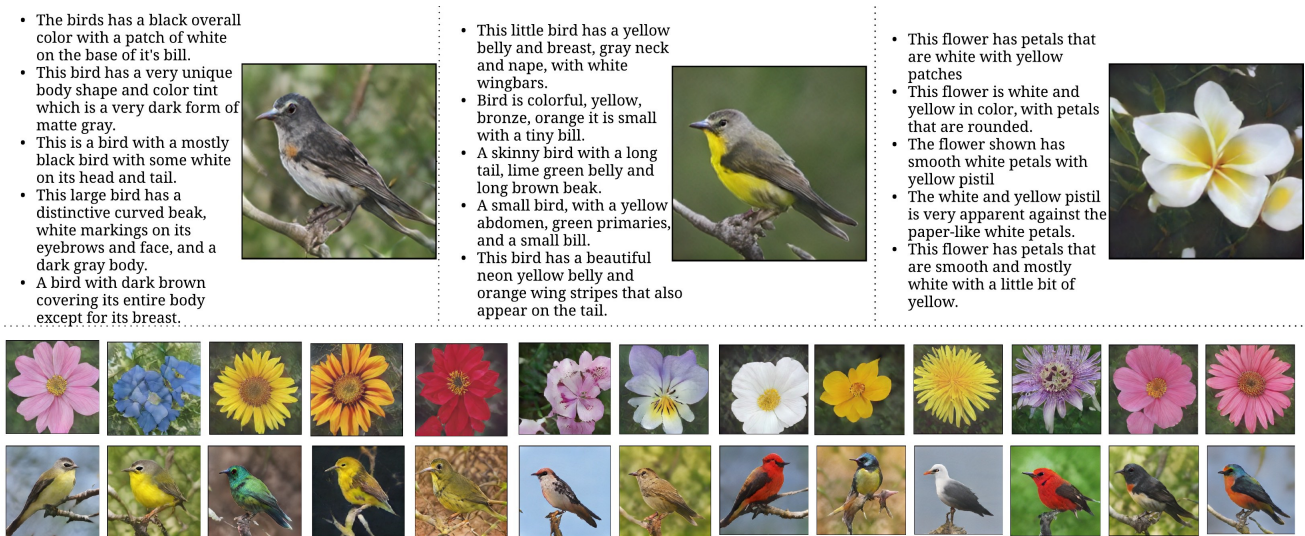 • The birds has a black overall
color with a patch of white
on the base of it's bill.
• This bird has a very unique
body shape and color tint
which is a very dark form of
matte gray.
• This is a bird with a mostly
black bird with some white
on its head and tail.
• This large bird has a
distinctive curved beak,
white markings on its
eyebrows and face, and a
dark gray body.
• A bird with dark brown
covering its entire body
except for its breast.
• This little bird has a yellow
belly and breast, gray neck
and nape, with white
wingbars.
• Bird is colorful, yellow,
bronze, orange it is small
with a tiny bill.
• A skinny bird with a long
tail, lime green belly and
long brown beak.
• A small bird, with a yellow
abdomen, green primaries,
and a small bill.
• This bird has a beautiful
neon yellow belly and
orange wing stripes that also
appear on the tail.
• This flower has petals that
are white with yellow
patches
• This flower is white and
yellow in color, with petals
that are rounded.
• The flower shown has
smooth white petals with
yellow pistil
• The white and yellow pistil
is very apparent against the
paper-like white petals.
• This flower has petals that
are smooth and mostly
white with a little bit of
yellow.